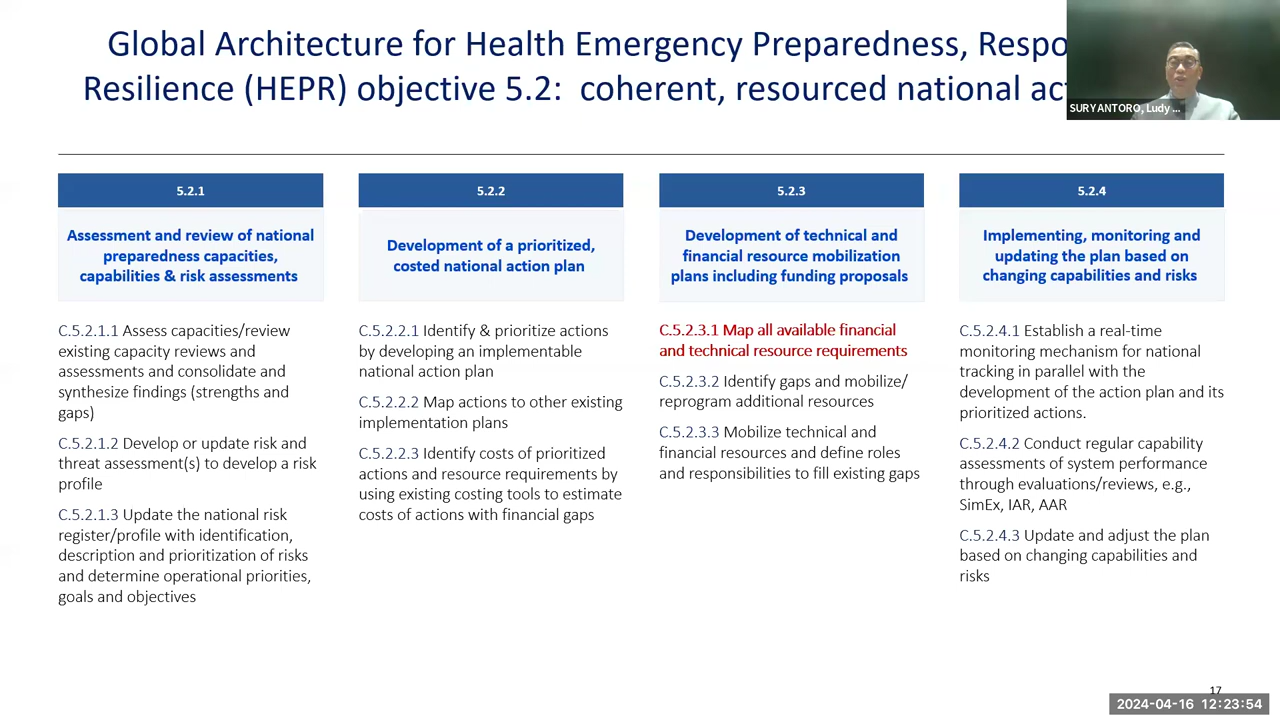 Global Architecture for Health Emergency Preparedness, Respo
Resilience (HEPR) objective 5.2: coherent, resourced national
SURYANTORO, Ludy ...
5.2.1
Assessment and review of national
preparedness capacities,
capabilities & risk assessments
C.5.2.1.1 Assess capacities/review
existing capacity reviews and
assessments and consolidate and
synthesize findings (strengths and
gaps)
C.5.2.1.2 Develop or update risk and
threat assessment(s) to develop a risk
profile
C.5.2.1.3 Update the national risk
register/profile with identification,
description and prioritization of risks
and determine operational priorities,
goals and objectives
5.2.2
Development of a prioritized,
costed national action plan
C.5.2.2.1 Identify & prioritize actions
by developing an implementable
national action plan
C.5.2.2.2 Map actions to other existing
implementation plans
C.5.2.2.3 Identify costs of prioritized
actions and resource requirements by
using existing costing tools to estimate
costs of actions with financial gaps
5.2.3
Development of technical and
financial resource mobilization
plans including funding proposals
C.5.2.3.1 Map all available financial
and technical resource requirements
C.5.2.3.2 Identify gaps and mobilize/
reprogram additional resources
C.5.2.3.3 Mobilize technical and
financial resources and define roles
and responsibilities to fill existing gaps
5.2.4
Implementing, monitoring and
updating the plan based on
changing capabilities and risks
C.5.2.4.1 Establish a real-time
monitoring mechanism for national
tracking in parallel with the
development of the action plan and its
prioritized actions.
C.5.2.4.2 Conduct regular capability
assessments of system performance
through evaluations/reviews, e.g.,
SimEx, IAR, AAR
C.5.2.4.3 Update and adjust the plan
based on changing capabilities and
risks
17
2024-04-16 12:23:54